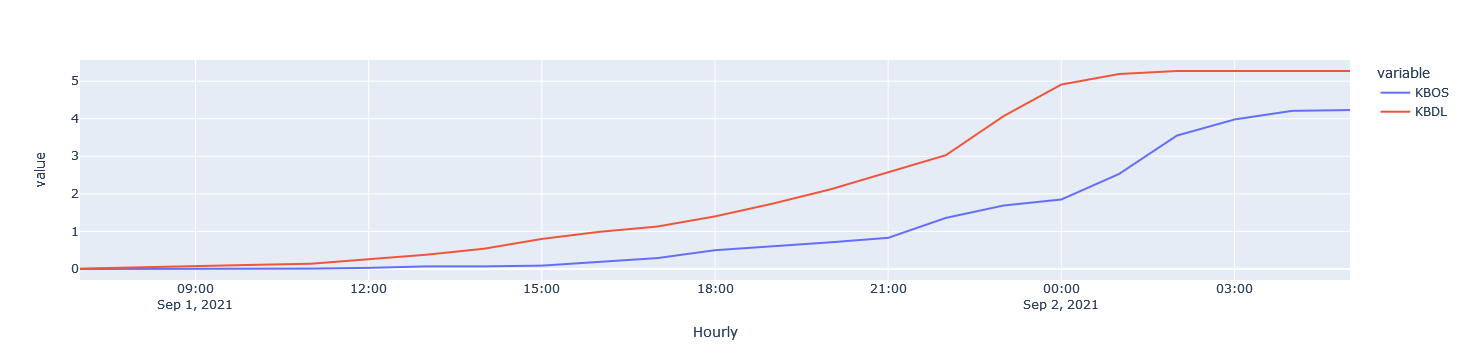 variable
KBOS
KBDL
value
5
4
3
2
1
0
09:00
Sep 1, 2021
12:00
15:00
18:00
21:00
00:00
Sep 2, 2021
03:00
Hourly